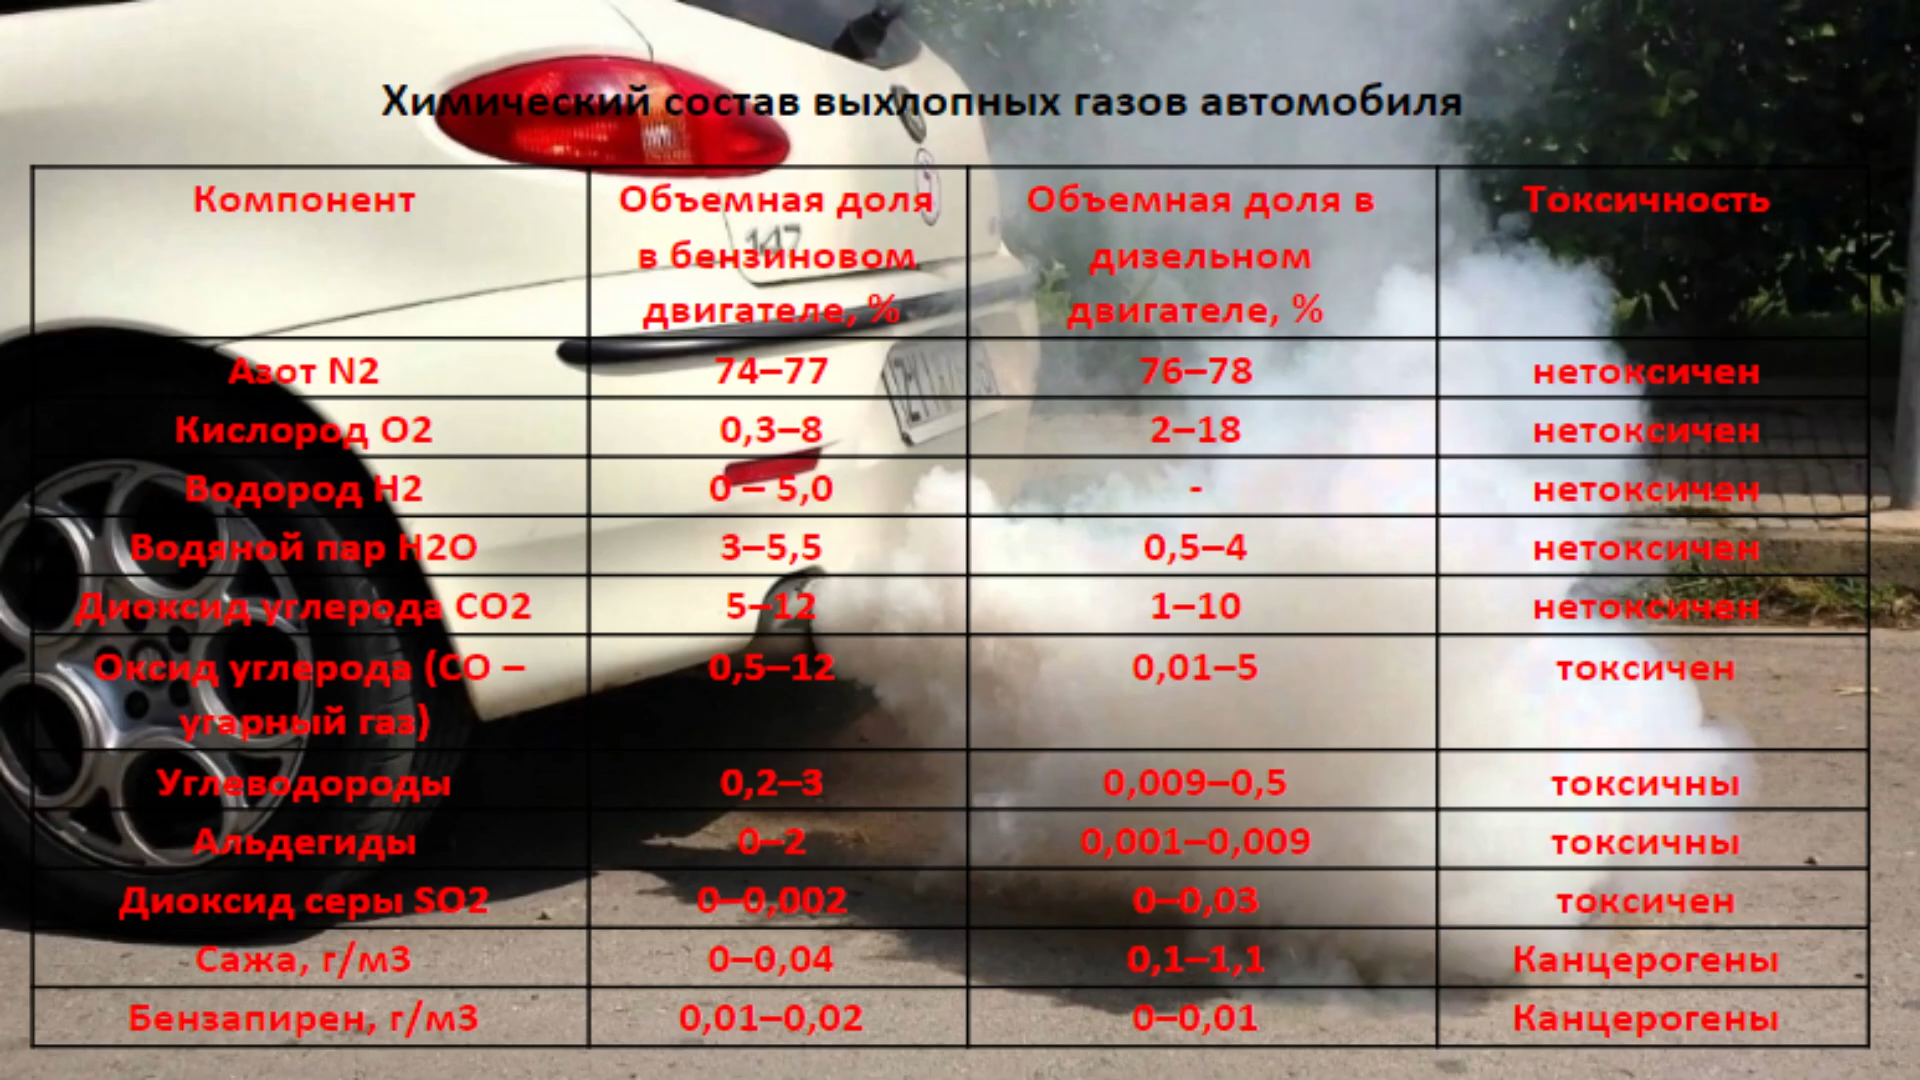 Химический состав выхлопных газов автомобиля
Компонент
Объемная доля
в бензиновом
двигателе, %
Объемная доля в
дизельном
двигателе, %
Токсичность
Азот N2
74–77
76–78
нетоксичен
Кислород O2
0,3–8
2–18
нетоксичен
Водород H2
0 – 5,0
-
нетоксичен
Водяной пар H2O
3–5,5
0,5–4
нетоксичен
Диоксид углерода CO2
5–12
1–10
нетоксичен
Оксид углерода (CO –
угарный газ)
0,5–12
0,01–5
токсичен
Углеводороды
0,2–3
0,009–0,5
токсичны
Альдегиды
0–2
0,001–0,009
токсичны
Диоксид серы SO2
0–0,002
0–0,03
токсичен
Сажа, г/м3
0–0,04
0,1–1,1
Канцерогены
Бензапирен, г/м3
0,01–0,02
0–0,01
Канцерогены
147